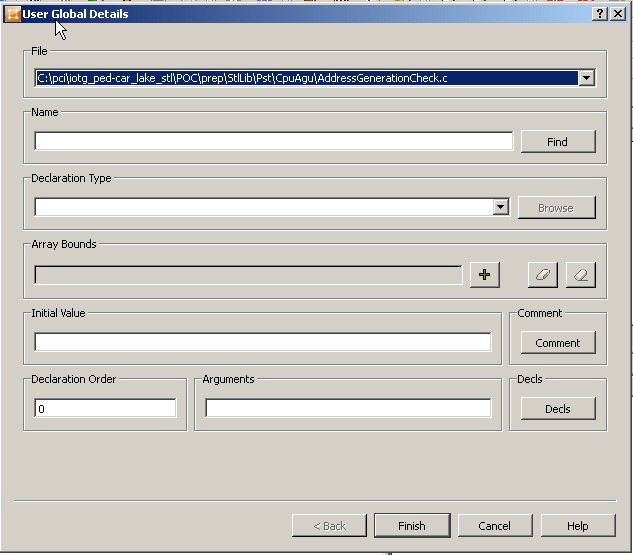 User Global Details
File
C:\pci\iotg_ped-car_lake_stl\POC\prep\StlLib\Pst\CpuAgu\AddressGenerationCheck.c
Name
Find
Declaration Type
Browse
Array Bounds
Initial Value
Comment
Comment
Declaration Order
Arguments
Decls
0
Decls
< Back
Finish
Cancel
Help